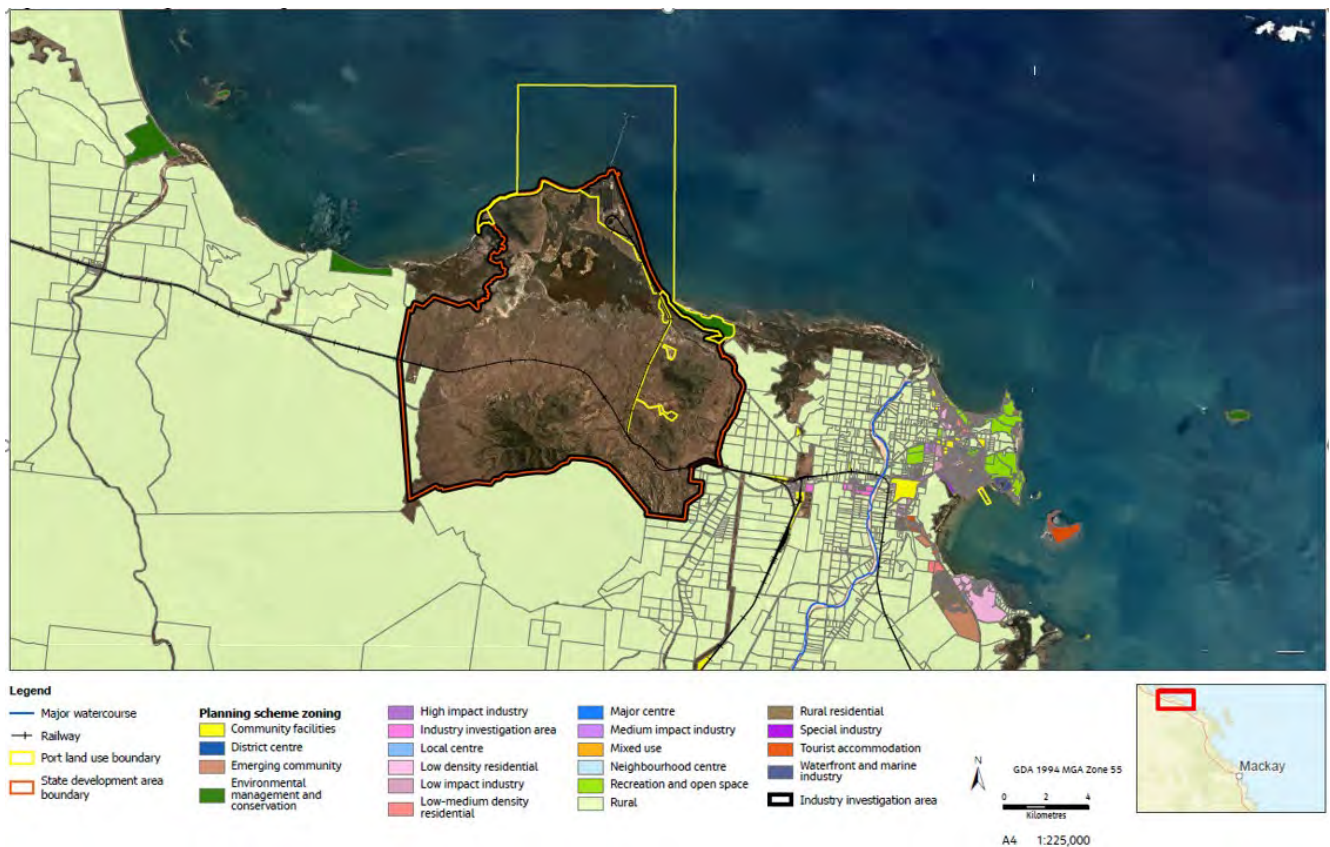 Legend
Major watercourse
Railway
Port land use boundary
State development area
boundary
Planning scheme zoning
Community facilities
District centre
Emerging community
Environmental
management and
conservation
High impact industry
Industry investigation area
Local centre
Low density residential
Low impact industry
Low-medium density
residential
Major centre
Medium impact industry
Mixed use
Neighbourhood centre
Recreation and open space
Rural
Rural residential
Special industry
Tourist accommodation
Waterfront and marine
industry
Industry investigation area
N
GDA 1994 MGA Zone 55
0 2 4
Kilometres
A4 1:225,000
Mackay